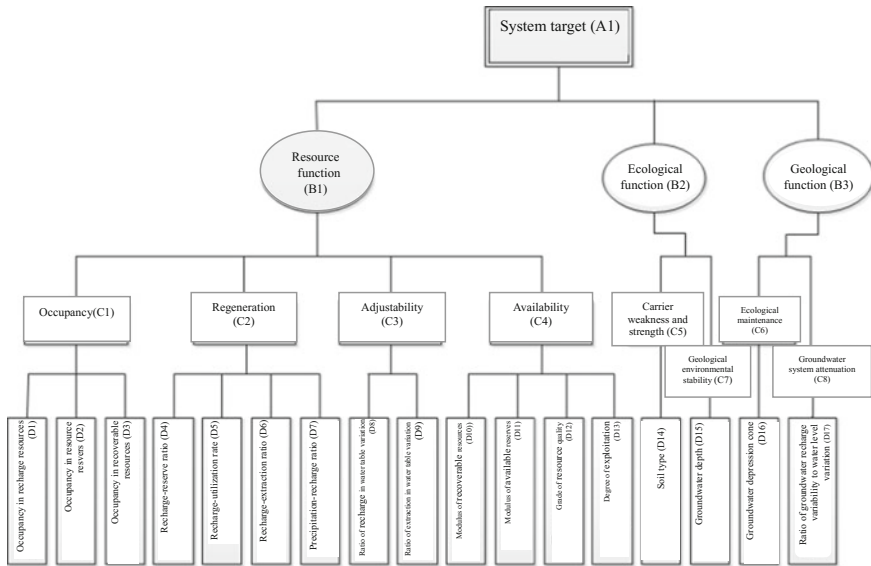 System target (A1)
Resource
function
(B1)
Ecological
function (B2)
Geological
function (B3)
Occupancy(C1)
Regeneration
(C2)
Adjustability
(C3)
Availability
(C4)
Carrier
weakness and
strength (C5)
Ecological
maintenance
(C6)
Geological
environmental
stability (C7)
Groundwater
system attenuation
(C8)
Occupancy in recharge resources
(D1)
Occupancy in resource
resvers (D2)
Occupancy in recoverable
resources (D3)
Recharge-reserve ratio (D4)
Recharge-utilization rate (D5)
Recharge-extraction ratio (D6)
Precipitation-recharge ratio (D7)
Ratio of recharge in water table variation (D8)
Ratio of extraction in water table variation (D9)
Modulus of recoverable resources (D10))
Modulus of available reserves (D11)
Grade of resource quality (D12)
Degree of exploitation (D13)
Soil type (D14)
Groundwater depth (D15)
Groundwater depression cone (D16)
Ratio of groundwater recharge
variability to water level
variation (D17)